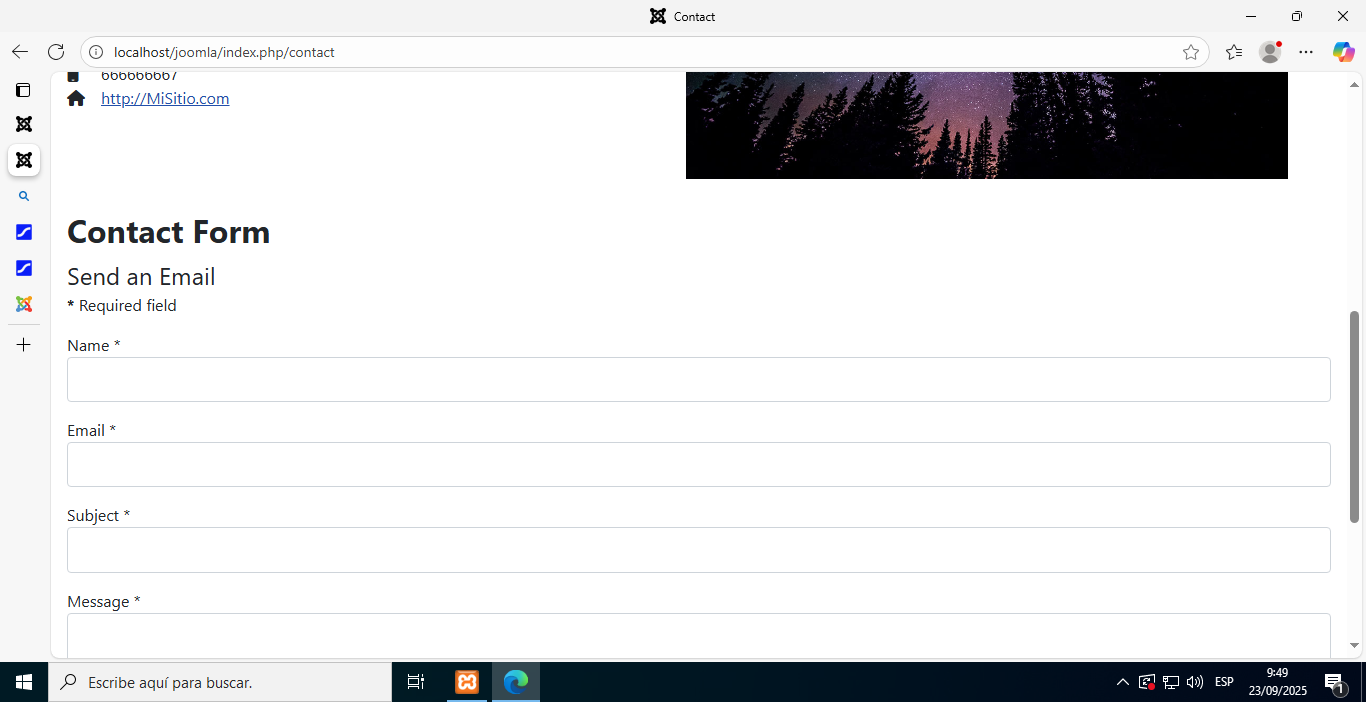 Contact
localhost/joomla/index.php/contact
666666667
http://MiSitio.com
Contact Form
Send an Email
* Required field
Name *
Email *
Subject *
Message *
Escribe aquí para buscar.
ESP
9:49
23/09/2025
1